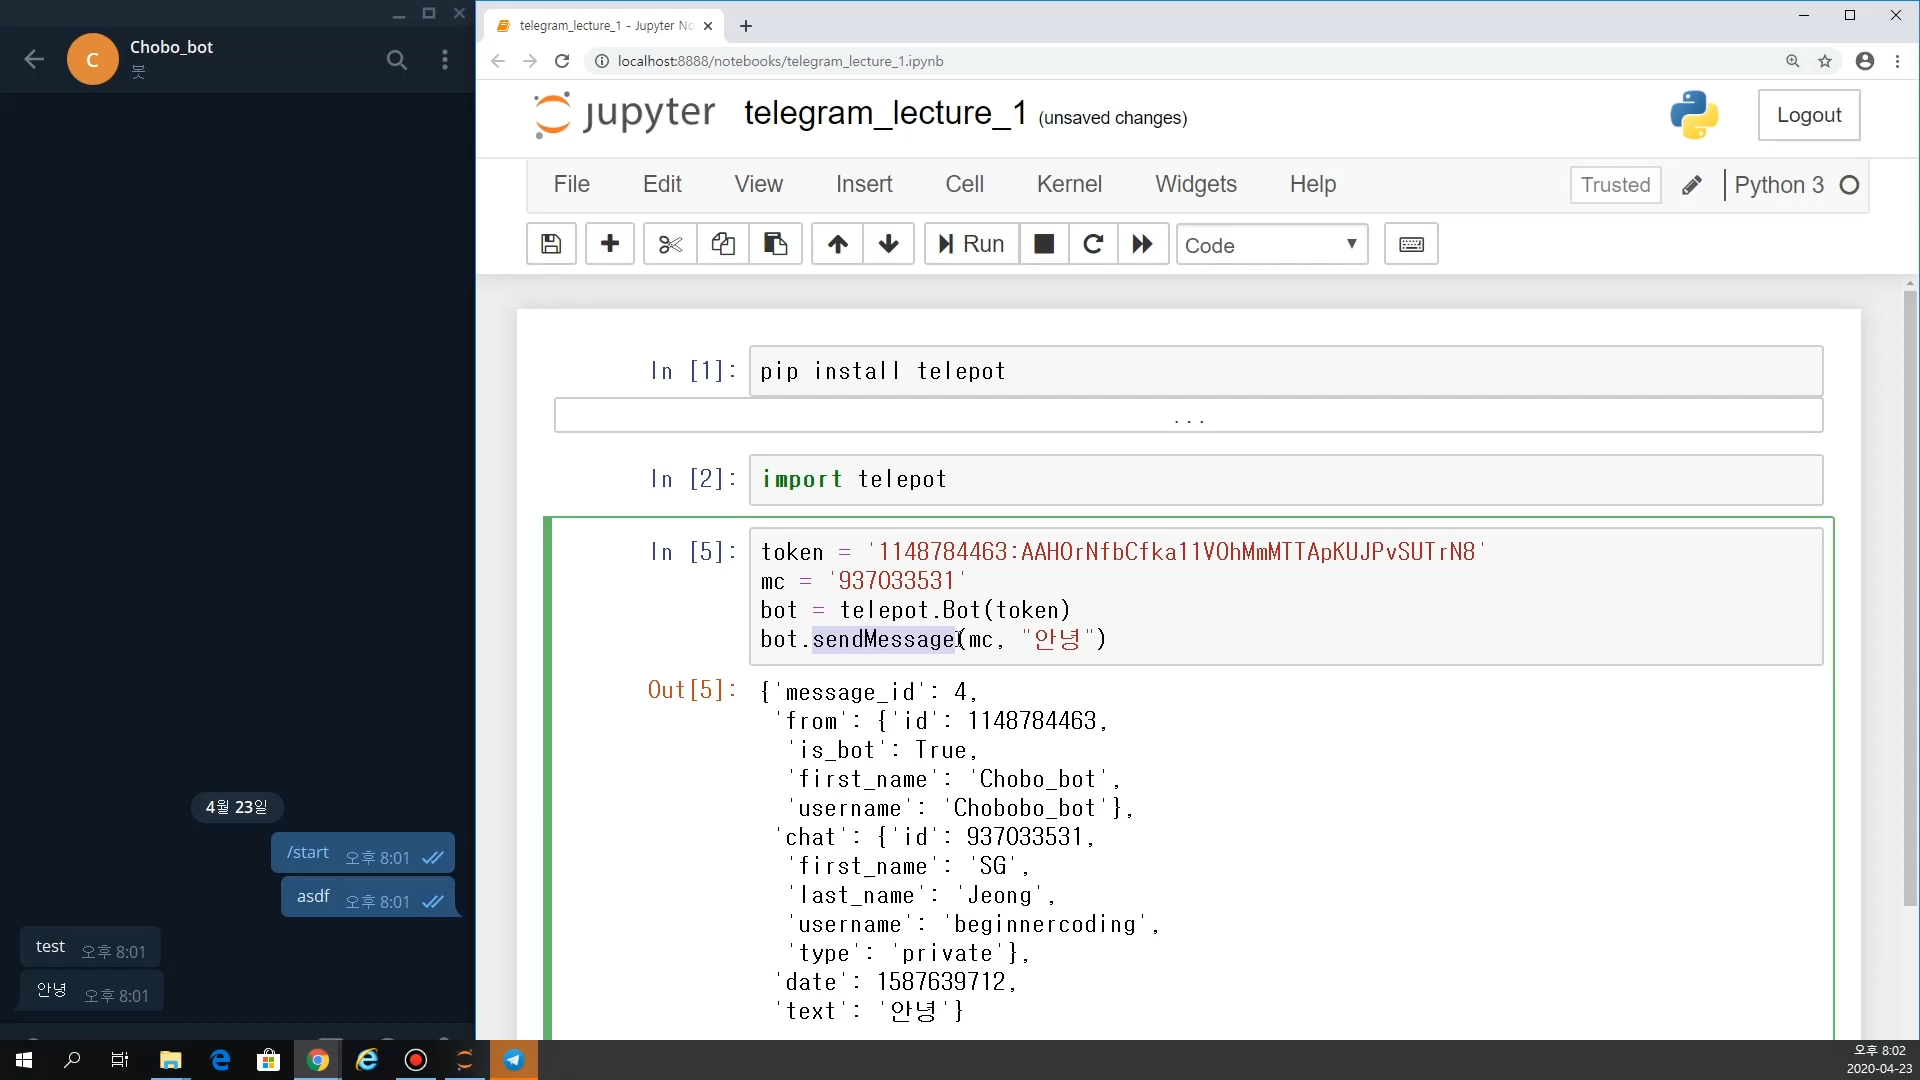 Chobo_bot
봇
C
4월 23일
/start 오후 8:01
asdf 오후 8:01
test 오후 8:01
안녕 오후 8:01
telegram_lecture_1 - Jupyter No
localhost:8888/notebooks/telegram_lecture_1.ipynb
jupyter telegram_lecture_1 (unsaved changes)
Logout
File Edit View Insert Cell Kernel Widgets Help
Trusted Python 3
Run Code
In [1]: pip install telepot
...
In [2]: import telepot
In [5]: token = '1148784463:AAHOrNfbCfka11VOhMmMTTApKUJPvSUTrN8'
mc = '937033531'
bot = telepot.Bot(token)
bot.sendMessage(mc, "안녕")
Out[5]: {'message_id': 4,
'from': {'id': 1148784463,
'is_bot': True,
'first_name': 'Chobo_bot',
'username': 'Chobobo_bot'},
'chat': {'id': 937033531,
'first_name': 'SG',
'last_name': 'Jeong',
'username': 'beginnercoding',
'type': 'private'},
'date': 1587639712,
'text': '안녕'}
오후 8:02
2020-04-23